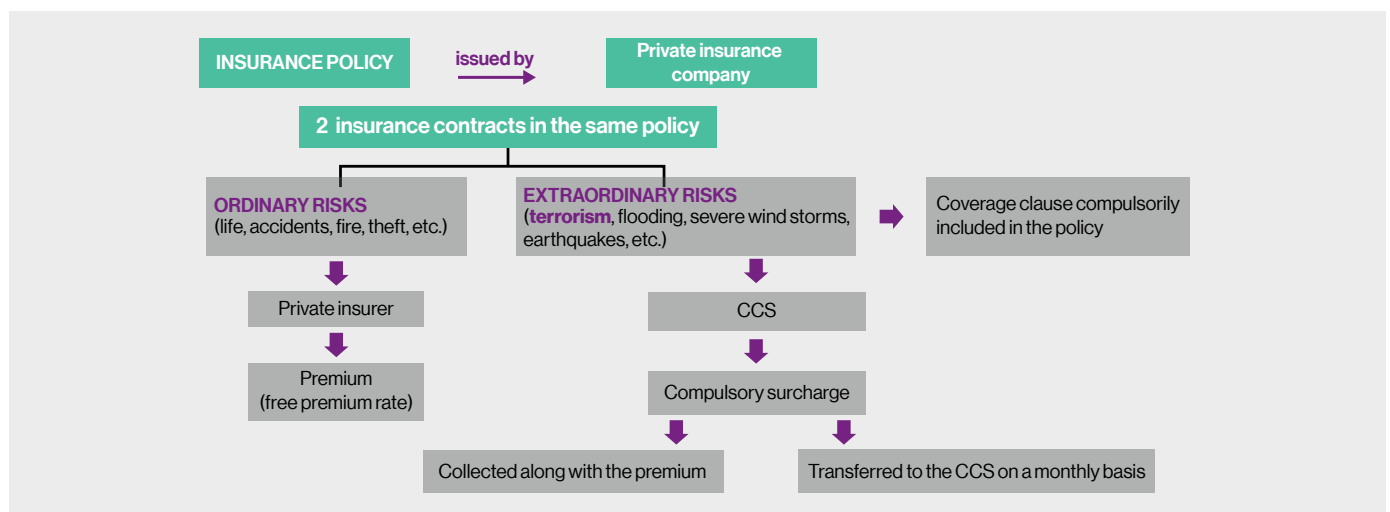 INSURANCE POLICY
issued by
Private insurance
company
2 insurance contracts in the same policy
ORDINARY RISKS
(life, accidents, fire, theft, etc.)
EXTRAORDINARY RISKS
(terrorism, flooding, severe wind storms,
earthquakes, etc.)
Coverage clause compulsorily
included in the policy
Private insurer
CCS
Premium
(free premium rate)
Compulsory surcharge
Collected along with the premium
Transferred to the CCS on a monthly basis